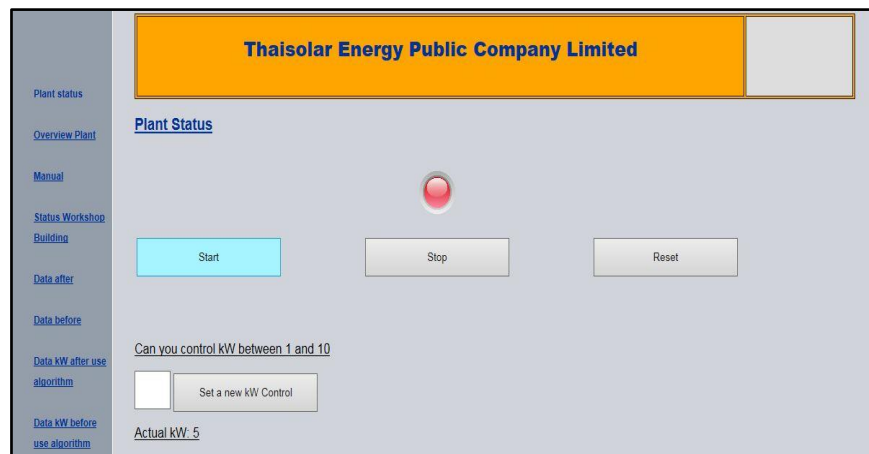 Thaisolar Energy Public Company Limited
Plant status
Overview Plant
Manual
Status Workshop
Building
Data after
Data before
Data kW after use
algorithm
Data kW before
use algorithm
Plant Status
Start
Stop
Reset
Can you control kW between 1 and 10
Set a new kW Control
Actual kW: 5